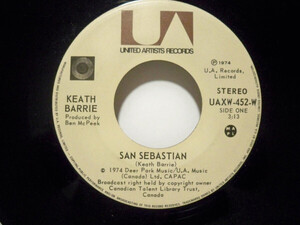 UA
UNITED ARTISTS RECORDS
℗ 1974
U.A. Records,
Limited
KEATH
BARRIE
Produced by
Ben McPeek
STEREO
UAXW-452-W
SIDE ONE
3:13
SAN SEBASTIAN
(Keath Barrie)
© 1974 Deer Park Music/U.A. Music
(Canada) Ltd, CAPAC
Broadcast right held by copyright owner
Canadian Talent Library Trust,
Canada